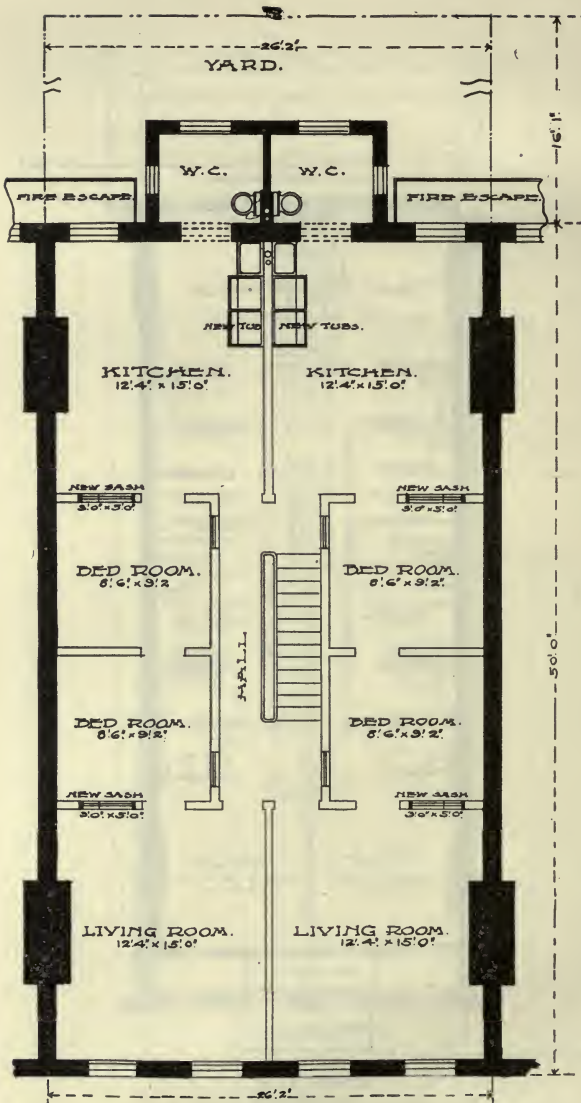 26'2"
YARD.
16'.1"
W.C. W.C.
FIRE ESCAPE. FIRE ESCAPE.
NEW TUB NEW TUBS.
KITCHEN. KITCHEN.
12'.4" x 15'.0" 12'.4" x 15'.0"
NEW SASH NEW SASH
3'.0" x 5'.0" 3'.0" x 5'.0"
BED ROOM. BED ROOM.
8'.6" x 9'.2 8'.6" x 9'.2"
50'.0"
HALL
BED ROOM. BED ROOM.
8'.6" x 9'.2" 8'.6" x 9'.2"
NEW SASH NEW SASH
3'.0" x 5'.0" 3'.0" x 5'.0"
LIVING ROOM. LIVING ROOM.
12'.4" x 15'.0" 12'.4" x 15'.0"
26'.2"